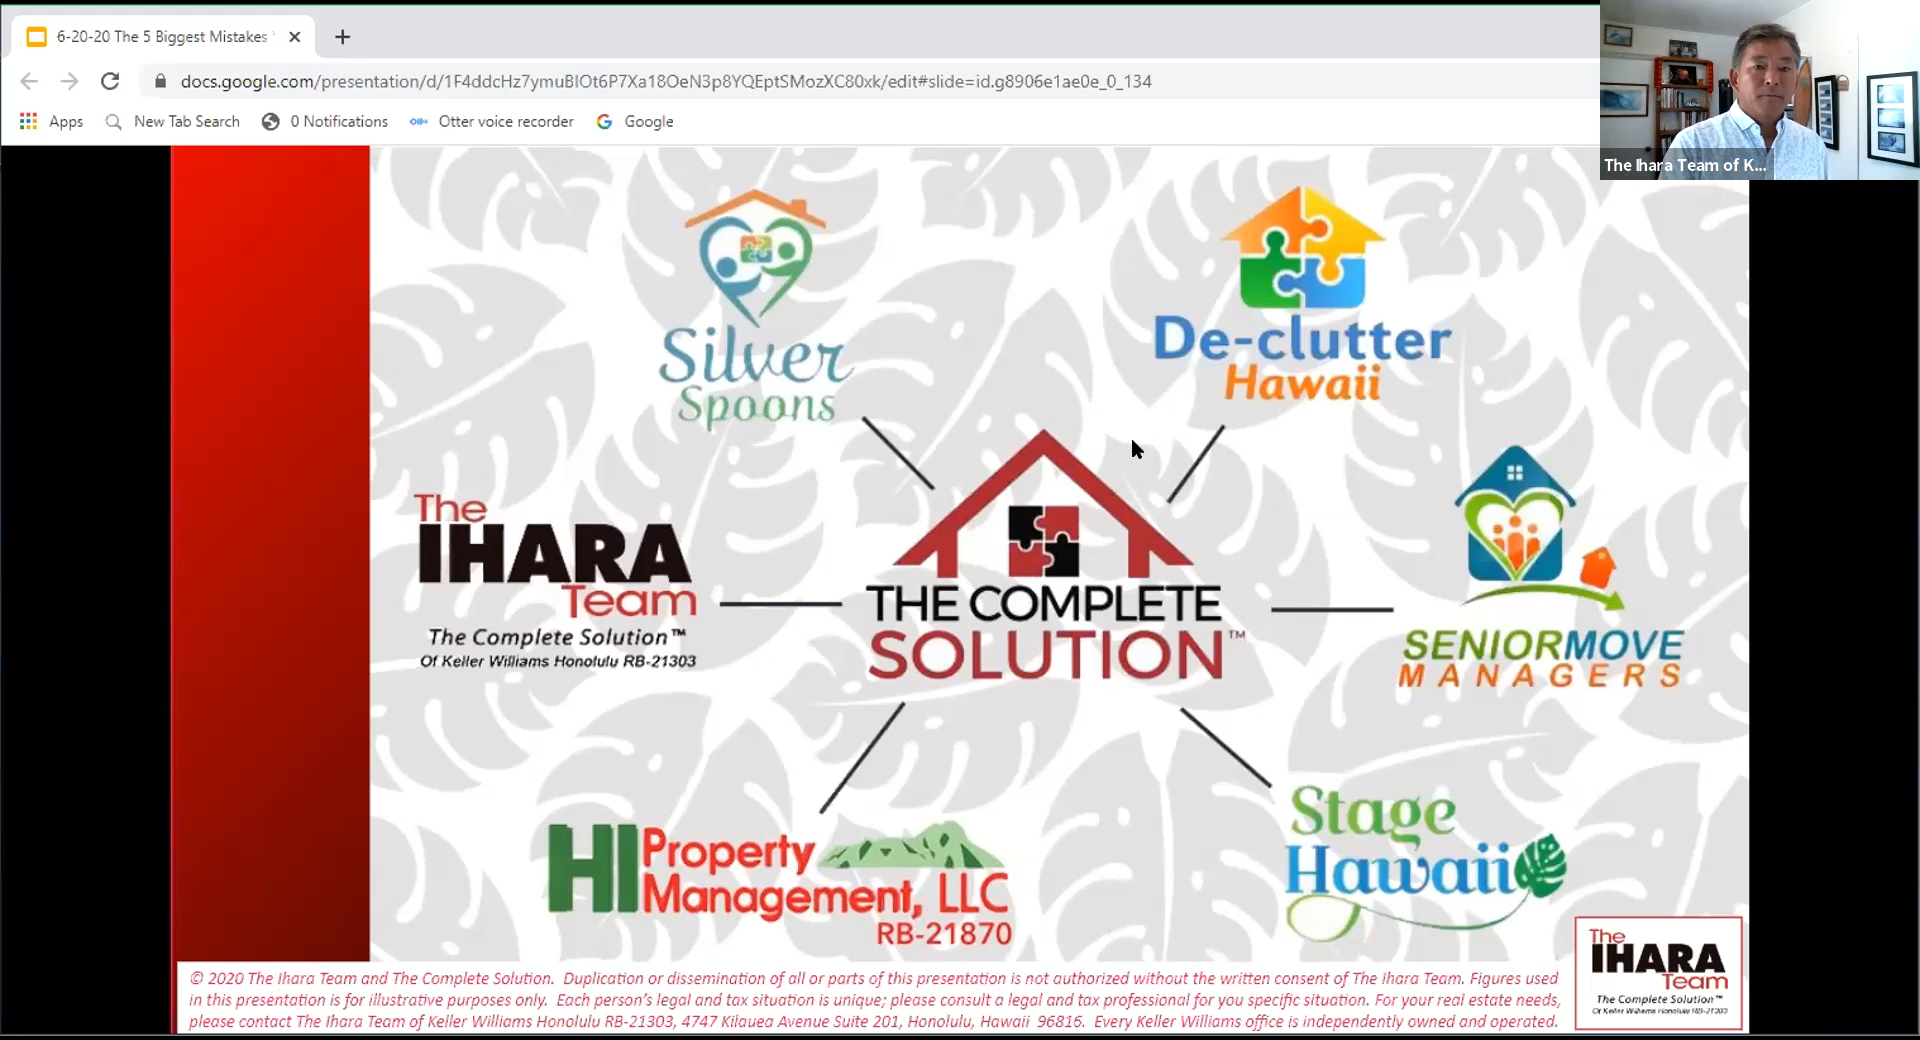 6-20-20 The 5 Biggest Mistakes
docs.google.com/presentation/d/1F4ddcHz7ymuBIOt6P7Xa18OeN3p8YQEptSMozXC80xk/edit#slide=id.g8906e1ae0e_0_134
Apps New Tab Search 0 Notifications Otter voice recorder Google
The Ihara Team of K...
Silver
Spoons
De-clutter
Hawaii
The
IHARA
Team
The Complete Solution™
Of Keller Williams Honolulu RB-21303
THE COMPLETE
SOLUTION™
SENIORMOVE
MANAGERS
HI Property
Management, LLC
RB-21870
Stage
Hawaii
© 2020 The Ihara Team and The Complete Solution. Duplication or dissemination of all or parts of this presentation is not authorized without the written consent of The Ihara Team. Figures used
in this presentation is for illustrative purposes only. Each person's legal and tax situation is unique; please consult a legal and tax professional for you specific situation. For your real estate needs,
please contact The Ihara Team of Keller Williams Honolulu RB-21303, 4747 Kilauea Avenue Suite 201, Honolulu, Hawaii 96816. Every Keller Williams office is independently owned and operated.
The
IHARA
Team
The Complete Solution™
Of Keller Williams Honolulu RB-21303